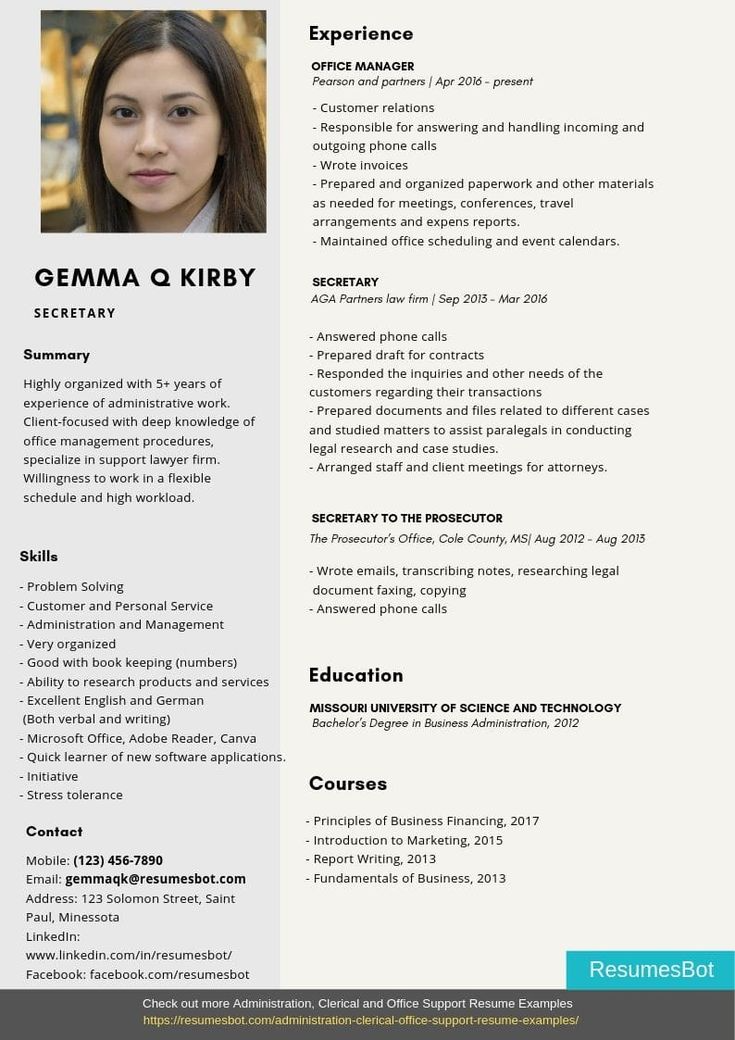 GEMMA Q KIRBY
SECRETARY
Summary
Highly organized with 5+ years of
experience of administrative work.
Client-focused with deep knowledge of
office management procedures,
specialize in support lawyer firm.
Willingness to work in a flexible
schedule and high workload.
Skills
- Problem Solving
- Customer and Personal Service
- Administration and Management
- Very organized
- Good with book keeping (numbers)
- Ability to research products and services
- Excellent English and German
(Both verbal and writing)
- Microsoft Office, Adobe Reader, Canva
- Quick learner of new software applications.
- Initiative
- Stress tolerance
Contact
Mobile: (123) 456-7890
Email: gemmaqk@resumesbot.com
Address: 123 Solomon Street, Saint
Paul, Minessota
LinkedIn:
www.linkedin.com/in/resumesbot/
Facebook: facebook.com/resumesbot
Experience
OFFICE MANAGER
Pearson and partners | Apr 2016 - present
- Customer relations
- Responsible for answering and handling incoming and
outgoing phone calls
- Wrote invoices
- Prepared and organized paperwork and other materials
as needed for meetings, conferences, travel
arrangements and expens reports.
- Maintained office scheduling and event calendars.
SECRETARY
AGA Partners law firm | Sep 2013 - Mar 2016
- Answered phone calls
- Prepared draft for contracts
- Responded the inquiries and other needs of the
customers regarding their transactions
- Prepared documents and files related to different cases
and studied matters to assist paralegals in conducting
legal research and case studies.
- Arranged staff and client meetings for attorneys.
SECRETARY TO THE PROSECUTOR
The Prosecutor's Office, Cole County, MS| Aug 2012 - Aug 2013
- Wrote emails, transcribing notes, researching legal
document faxing, copying
- Answered phone calls
Education
MISSOURI UNIVERSITY OF SCIENCE AND TECHNOLOGY
Bachelor's Degree in Business Administration, 2012
Courses
- Principles of Business Financing, 2017
- Introduction to Marketing, 2015
- Report Writing, 2013
- Fundamentals of Business, 2013
ResumesBot
Check out more Administration, Clerical and Office Support Resume Examples
https://resumesbot.com/administration-clerical-office-support-resume-examples/